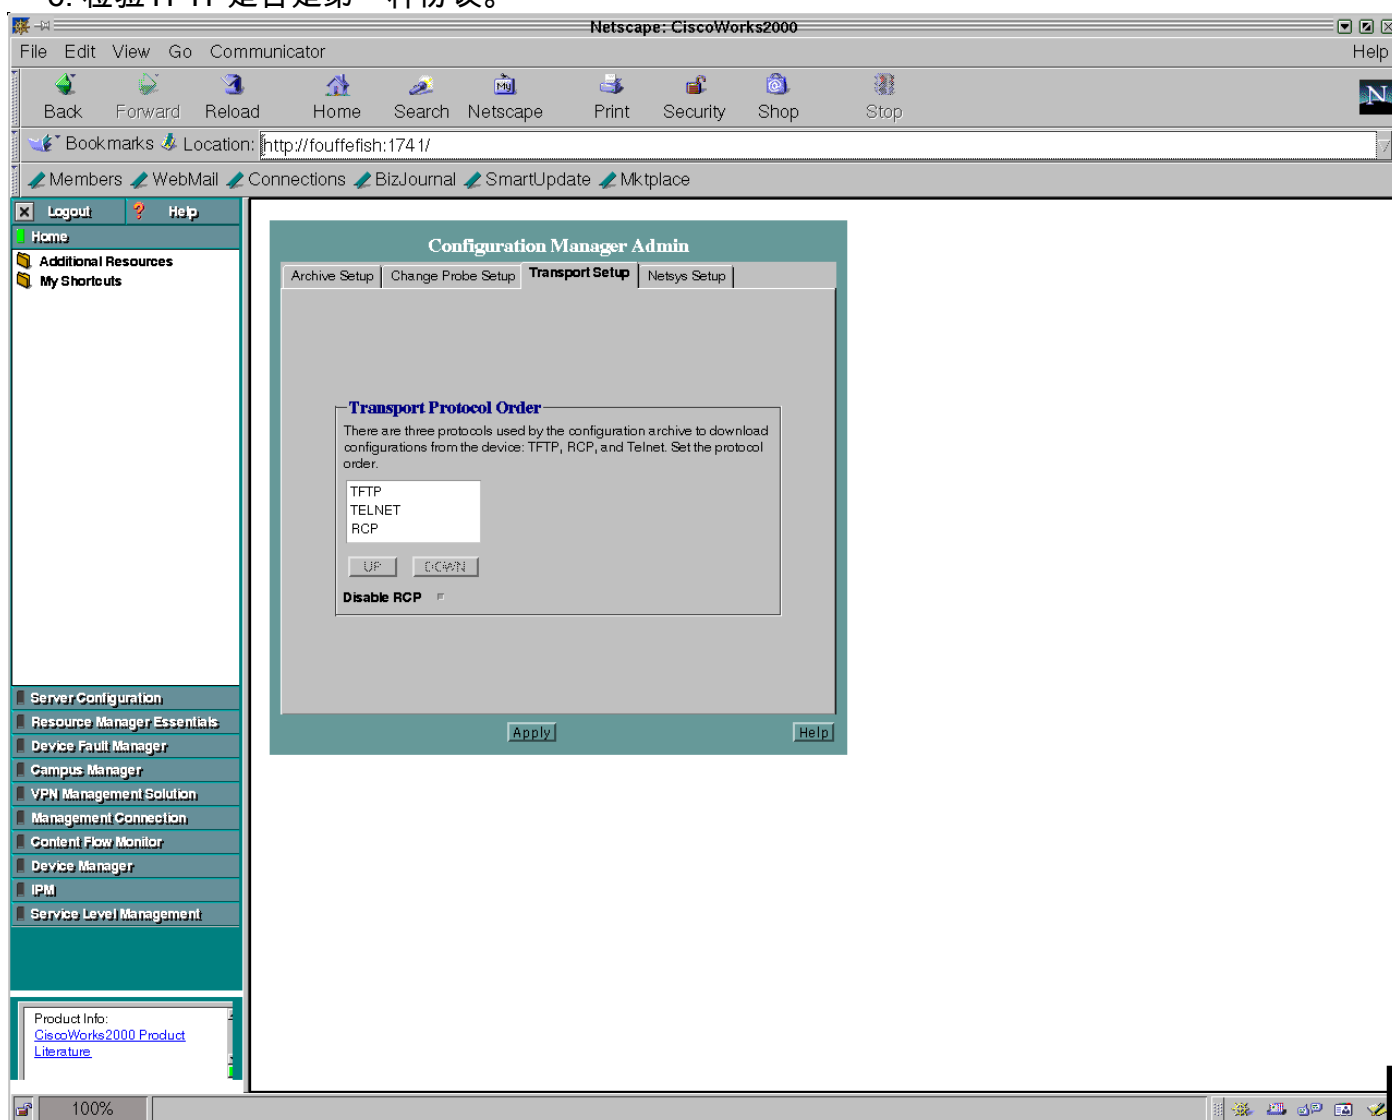 Netscape: CiscoWorks2000
File Edit View Go Communicator Help
Back Forward Reload Home Search Netscape Print Security Shop Stop
My
N
Bookmarks Location: http://fouffefish:1741/
Members WebMail Connections BizJournal SmartUpdate Mktplace
Logout ? Help
Home
Additional Resources
My Shortcuts
Configuration Manager Admin
Archive Setup Change Probe Setup Transport Setup Netsys Setup
Transport Protocol Order
There are three protocols used by the configuration archive to download
configurations from the device: TFTP, RCP, and Telnet. Set the protocol
order.
TFTP
TELNET
RCP
UP DOWN
Disable RCP
Apply Help
Server Configuration
Resource Manager Essentials
Device Fault Manager
Campus Manager
VPN Management Solution
Management Connection
Content Flow Monitor
Device Manager
IPM
Service Level Management
Product Info:
CiscoWorks2000 Product
Literature
100%